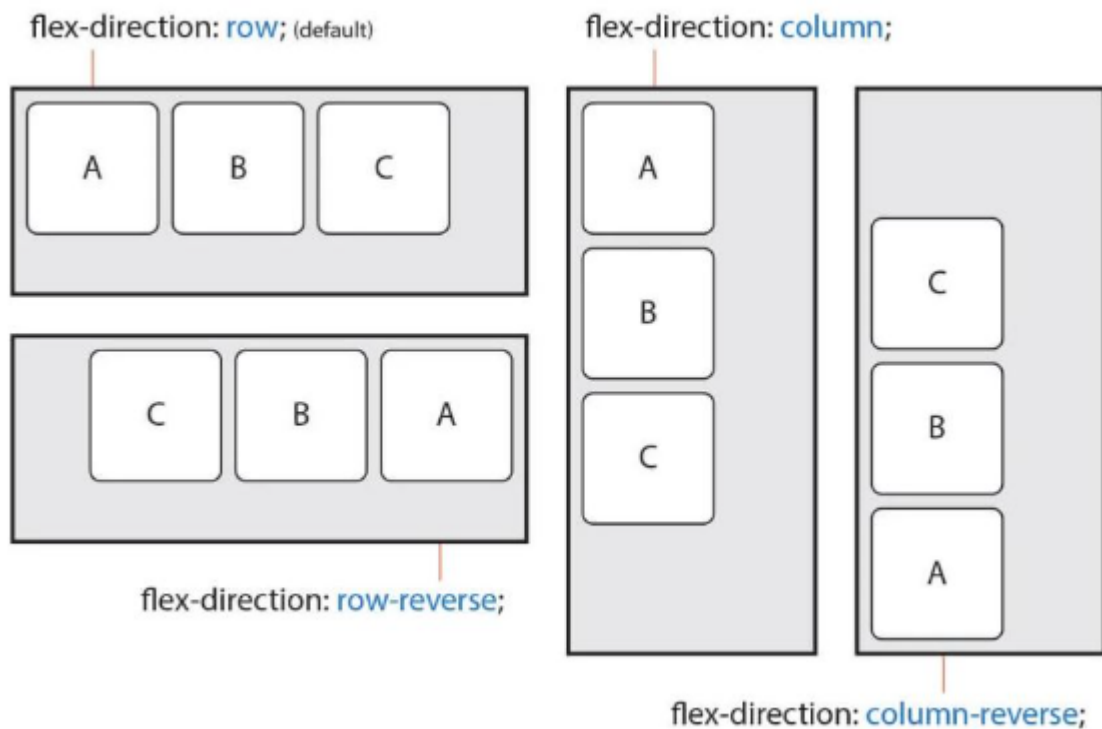 flex-direction: row; (default)
A B C
C B A
flex-direction: row-reverse;
flex-direction: column;
A
B
C
C
B
A
flex-direction: column-reverse;